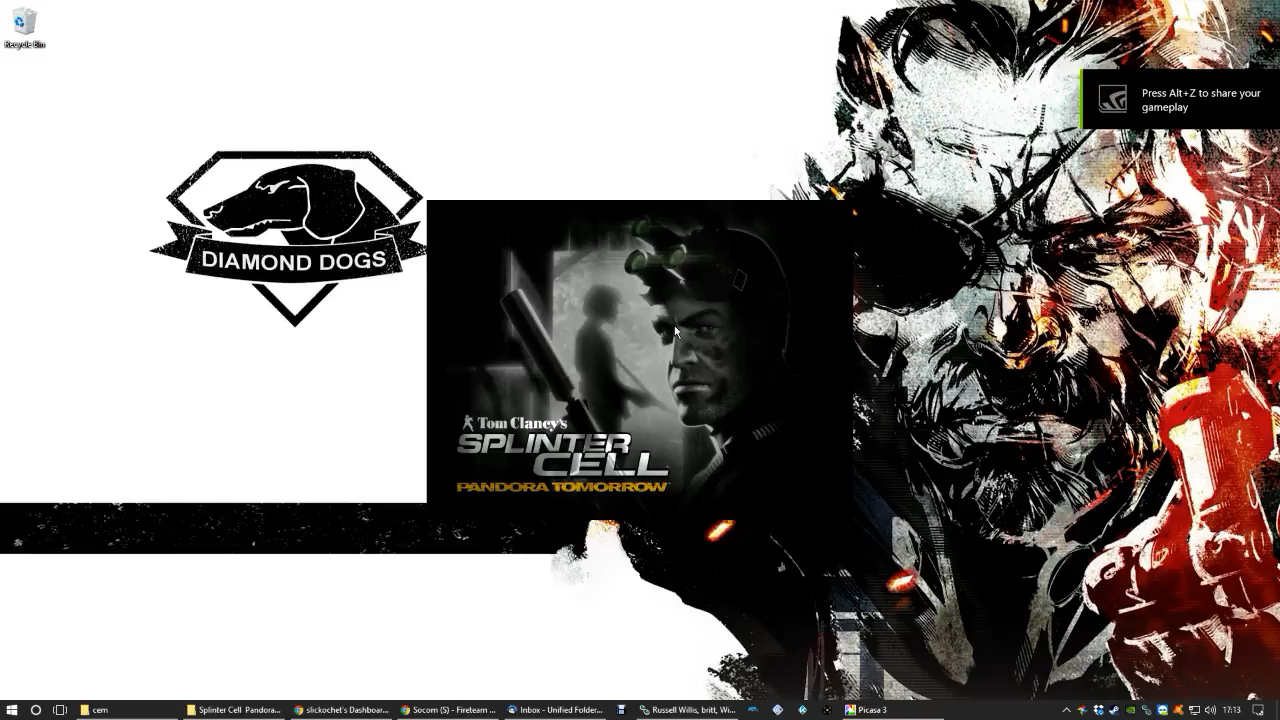 Recycle Bin
Press Alt+Z to share your
gameplay
DIAMOND DOGS
Tom Clancy's
SPLINTER
CELL
PANDORA TOMORROW
cem
Splinter Cell Pandora...
slickochet's Dashboar...
Socom (S) - Fireteam ...
Inbox - Unified Folder...
Russell Willis, britt, Wi...
Picasa 3
17:13